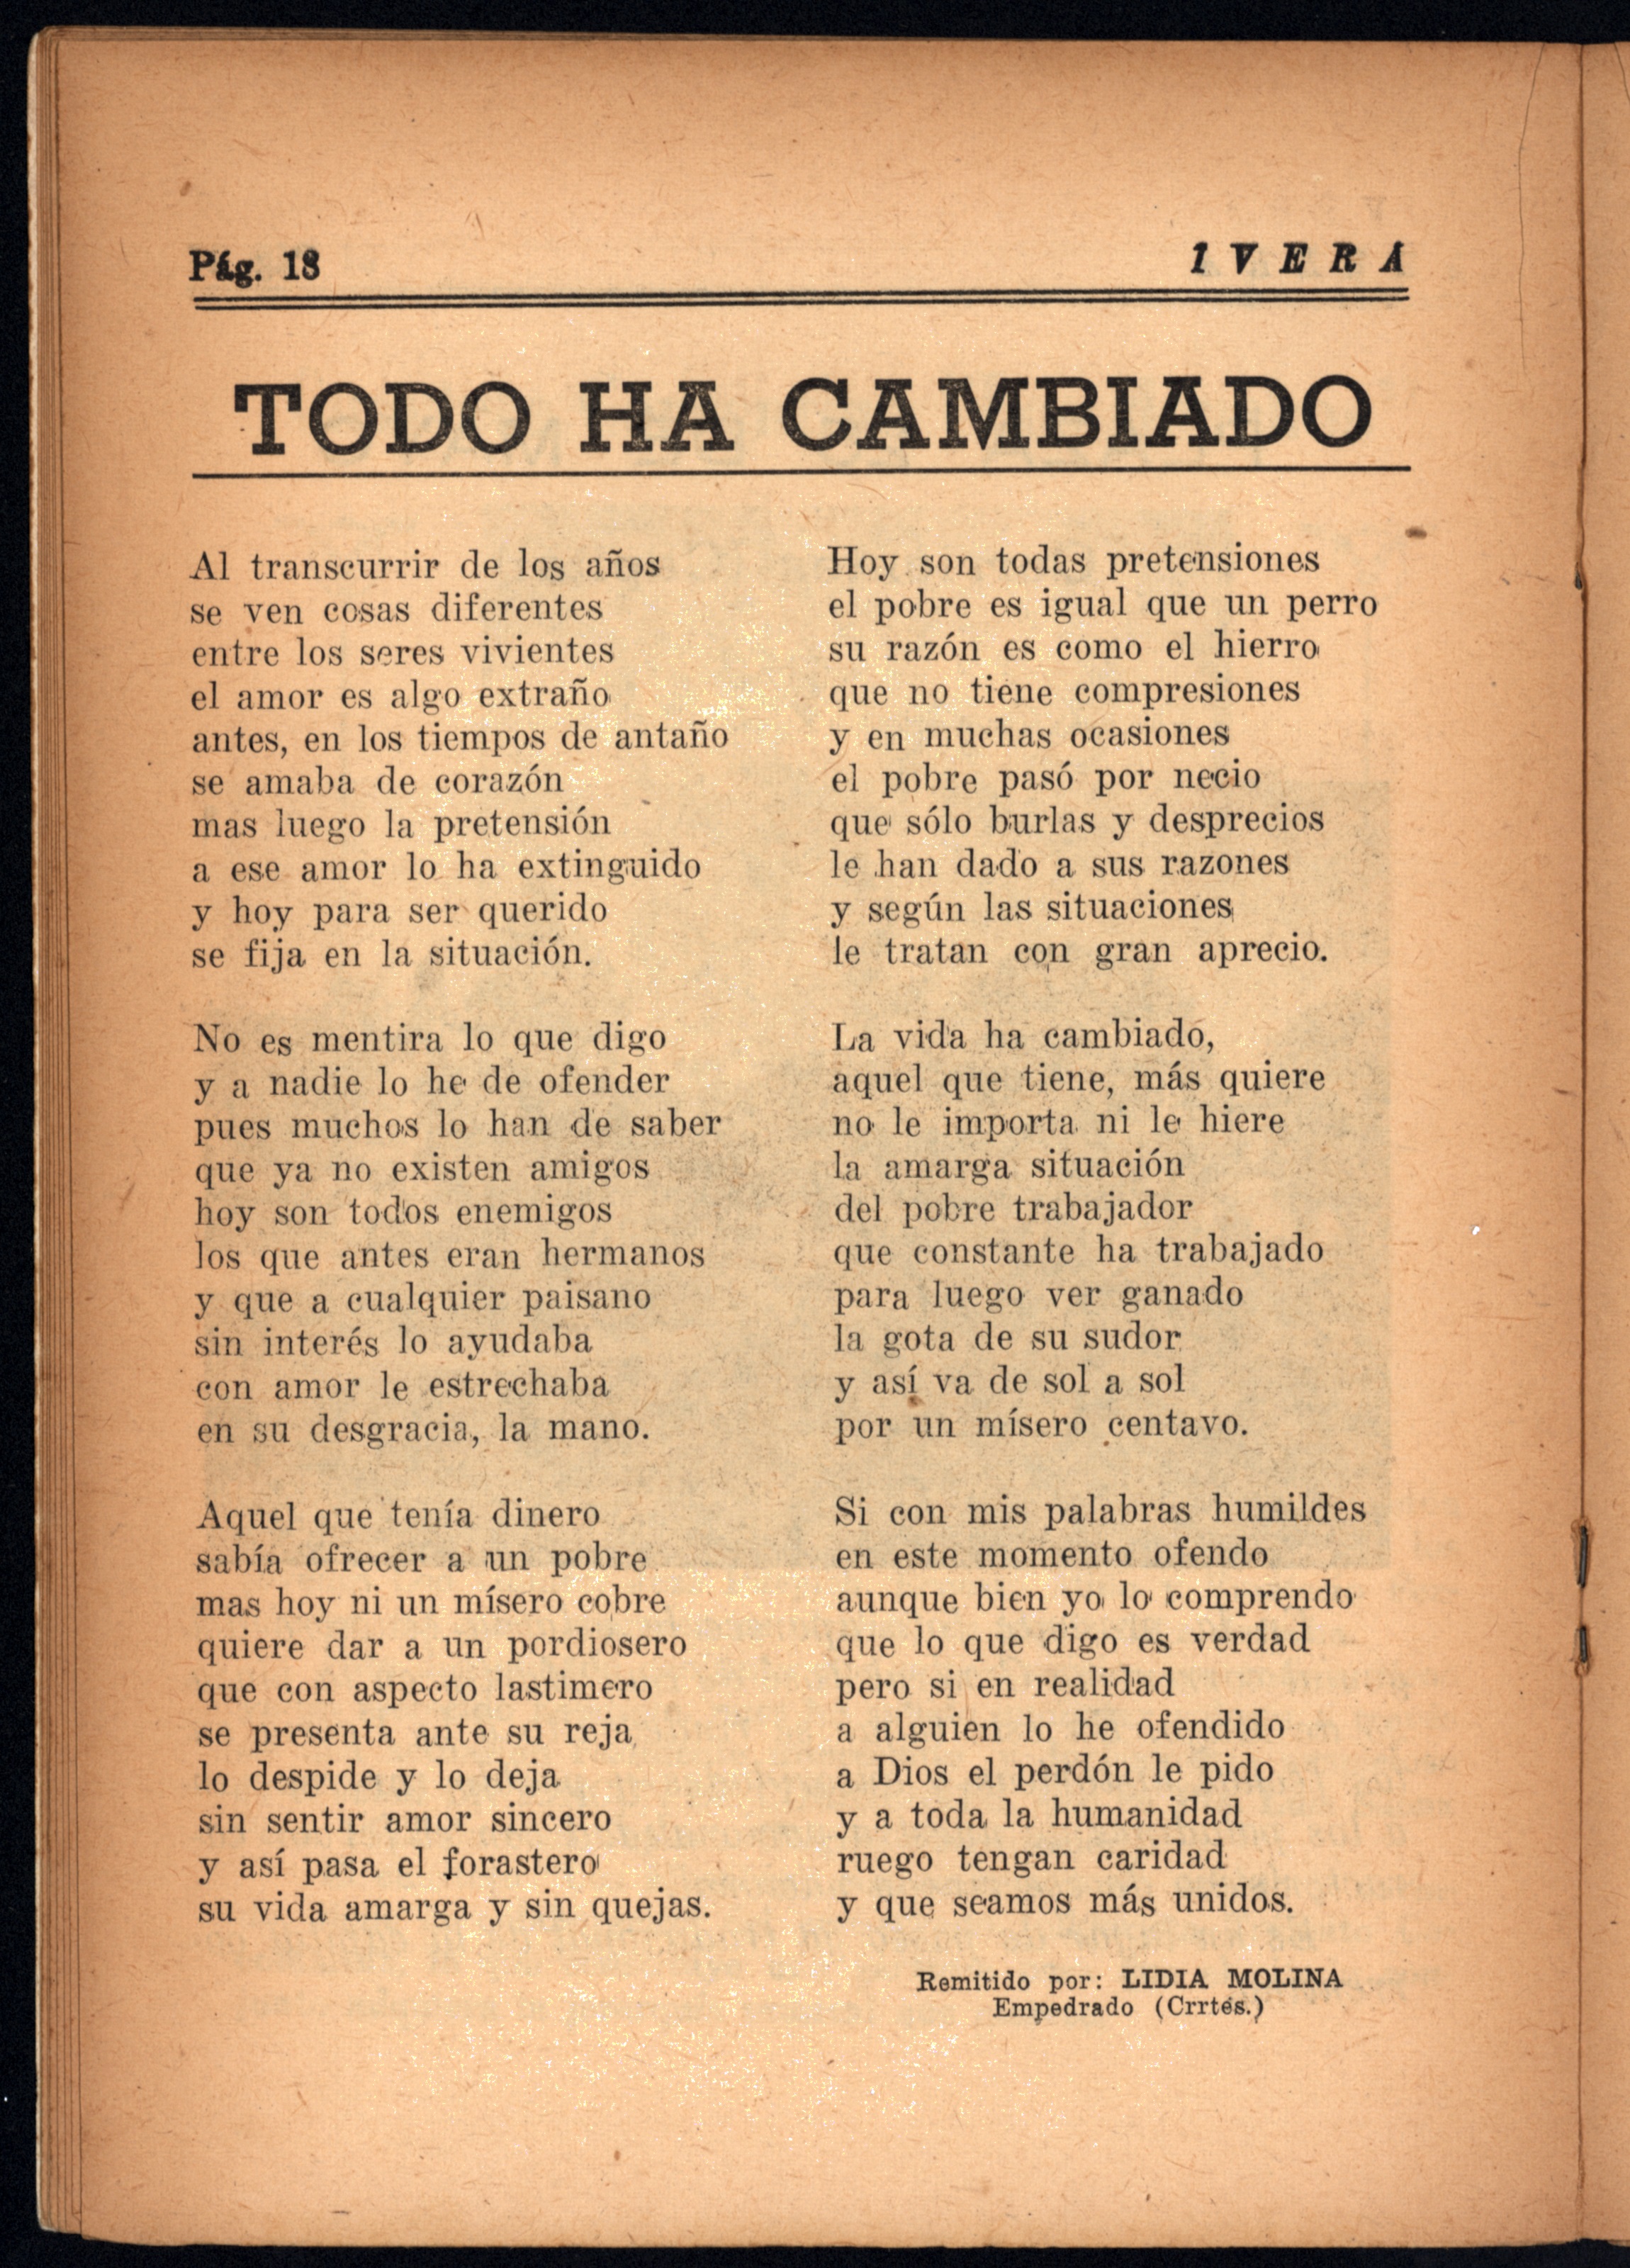 Pág. 18
1 V E R A
TODO HA CAMBIADO
Al transcurrir de los años
se ven cosas diferentes
entre los seres vivientes
el amor es algo extraño
antes, en los tiempos de antaño
se amaba de corazón
mas luego la pretensión
a ese amor lo ha extinguido
y hoy para ser querido
se fija en la situación.
No es mentira lo que digo
y a nadie lo he de ofender
pues muchos lo han de saber
que ya no existen amigos
hoy son todos enemigos
los que antes eran hermanos
y que a cualquier paisano
sin interés lo ayudaba
con amor le estrechaba
en su desgracia, la mano.
Aquel que tenía dinero
sabía ofrecer a un pobre
mas hoy ni un mísero cobre
quiere dar a un pordiosero
que con aspecto lastimero
se presenta ante su reja
lo despide y lo deja
sin sentir amor sincero
y así pasa el forastero
su vida amarga y sin quejas.
Hoy son todas pretensiones
el pobre es igual que un perro
su razón es como el hierro
que no tiene compresiones
y en muchas ocasiones
el pobre pasó por necio
que sólo burlas y desprecios
le han dado a sus razones
y según las situaciones
le tratan con gran aprecio.
La vida ha cambiado,
aquel que tiene, más quiere
no le importa ni le hiere
la amarga situación
del pobre trabajador
que constante ha trabajado
para luego ver ganado
la gota de su sudor
y así va de sol a sol
por un mísero centavo.
Si con mis palabras humildes
en este momento ofendo
aunque bien yo lo comprendo
que lo que digo es verdad
pero si en realidad
a alguien lo he ofendido
a Dios el perdón le pido
y a toda la humanidad
ruego tengan caridad
y que seamos más unidos.
Remitido por: LIDIA MOLINA
Empedrado (Crrtes.)